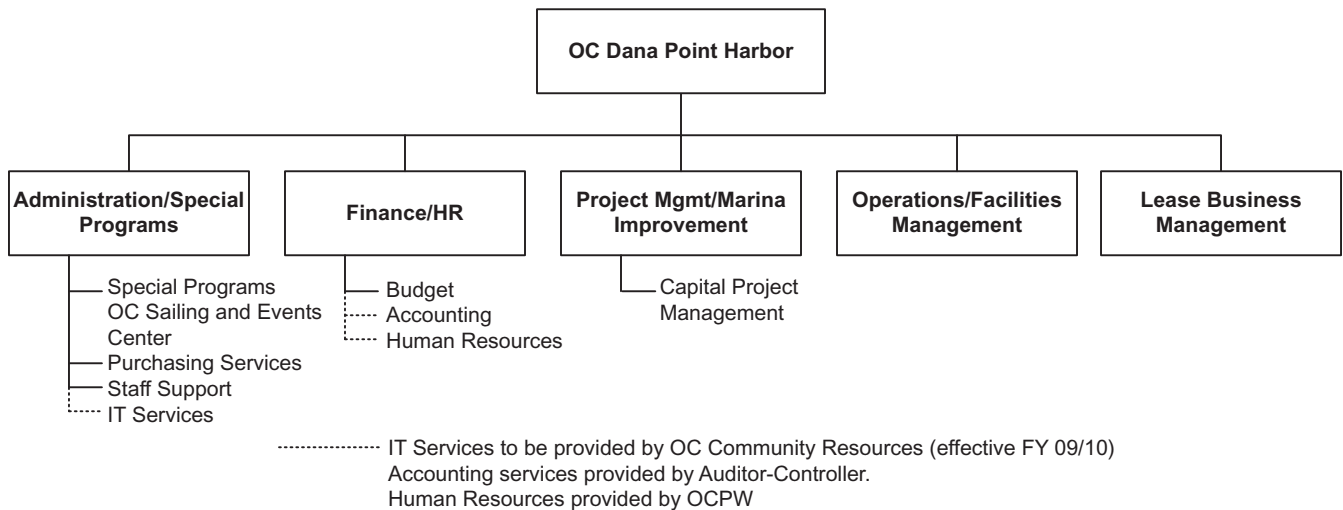 OC Dana Point Harbor
Administration/Special
Programs
Finance/HR
Project Mgmt/Marina
Improvement
Operations/Facilities
Management
Lease Business
Management
Special Programs
OC Sailing and Events
Center
Purchasing Services
Staff Support
IT Services
Budget
Accounting
Human Resources
Capital Project
Management
IT Services to be provided by OC Community Resources (effective FY 09/10)
Accounting services provided by Auditor-Controller.
Human Resources provided by OCPW